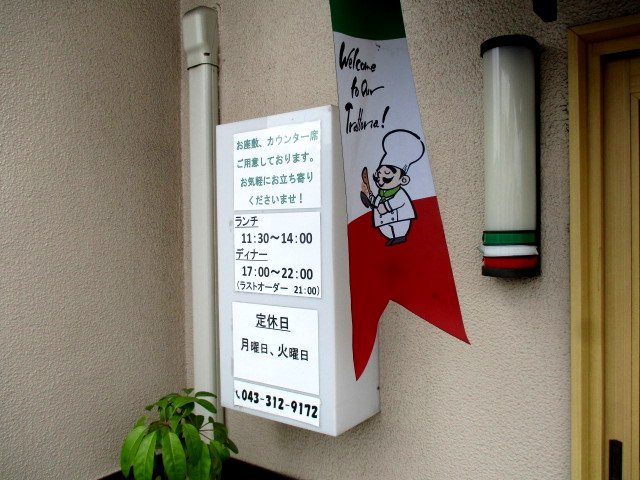 Welcome
to Our
Trattoria!
お座敷、カウンター席
ご用意しております。
お気軽にお立ち寄り
くださいませ！
ランチ
11:30～14:00
ディナー
17:00～22:00
(ラストオーダー 21:00)
定休日
月曜日、火曜日
043-312-9172